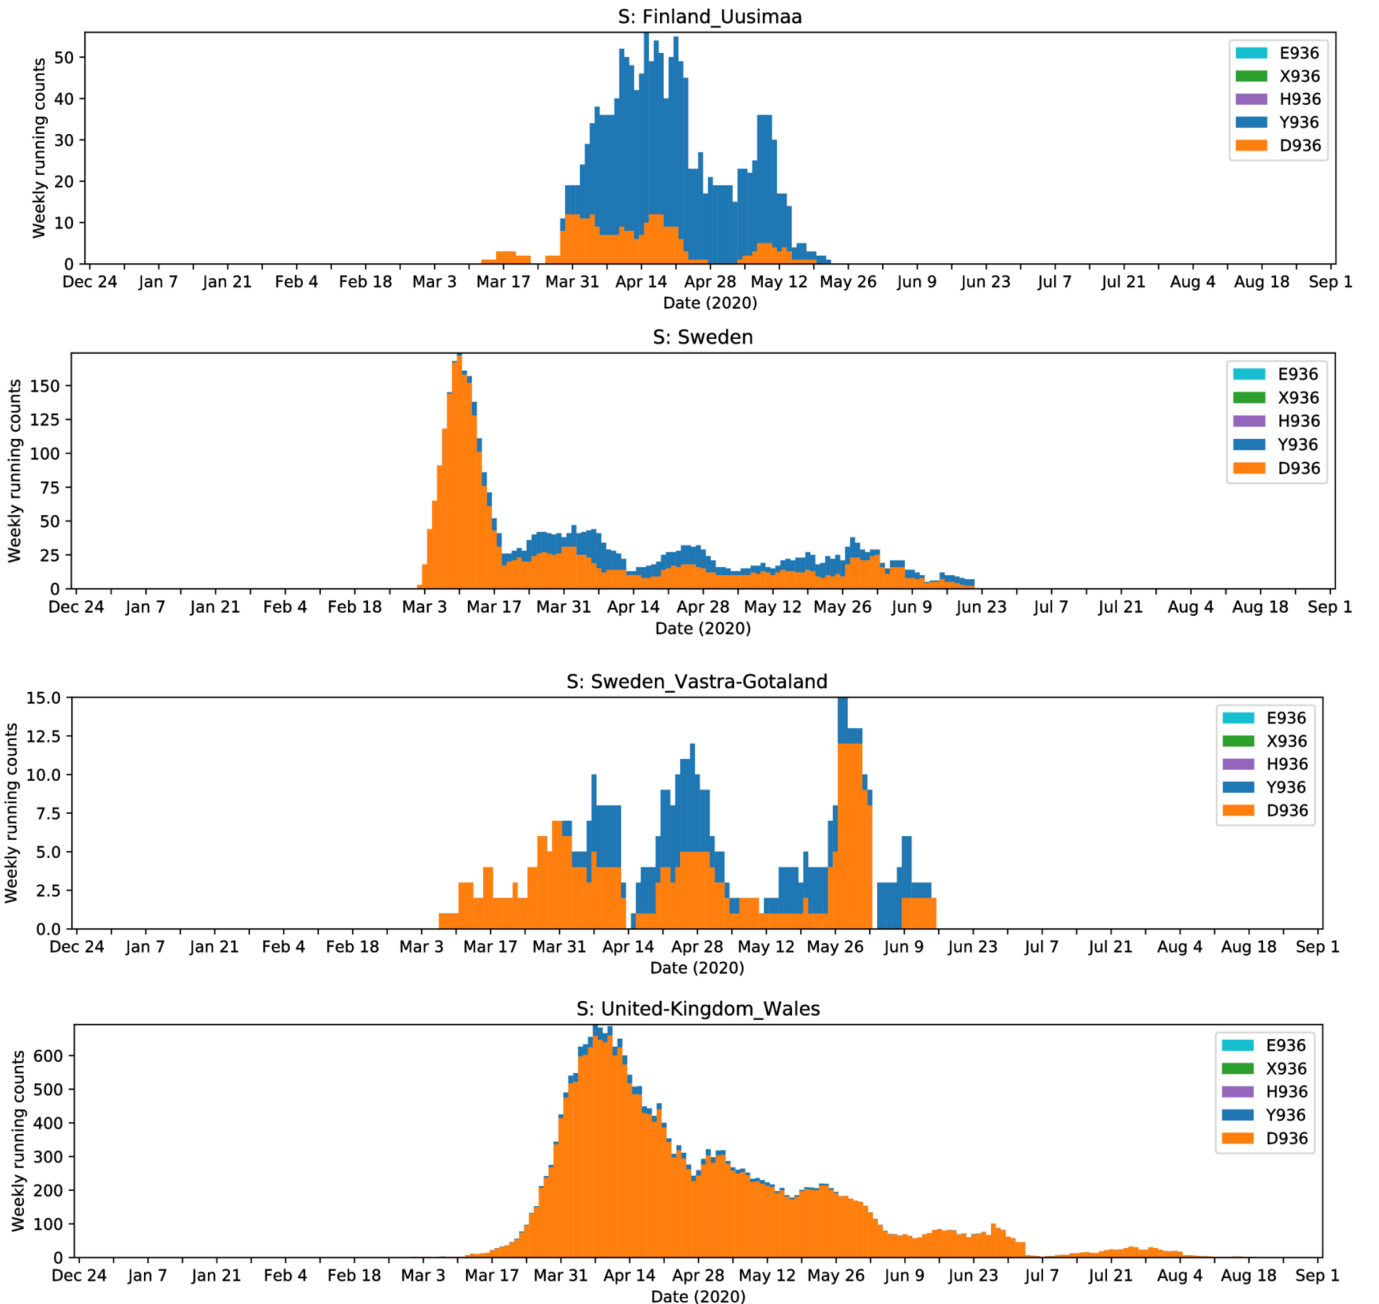 S: Finland_Uusimaa
Weekly running counts
50
40
30
20
10
0
E936
X936
H936
Y936
D936
Dec 24 Jan 7 Jan 21 Feb 4 Feb 18 Mar 3 Mar 17 Mar 31 Apr 14 Apr 28 May 12 May 26 Jun 9 Jun 23 Jul 7 Jul 21 Aug 4 Aug 18 Sep 1
Date (2020)
S: Sweden
Weekly running counts
150
125
100
75
50
25
0
E936
X936
H936
Y936
D936
Dec 24 Jan 7 Jan 21 Feb 4 Feb 18 Mar 3 Mar 17 Mar 31 Apr 14 Apr 28 May 12 May 26 Jun 9 Jun 23 Jul 7 Jul 21 Aug 4 Aug 18 Sep 1
Date (2020)
S: Sweden_Vastra-Gotaland
Weekly running counts
15.0
12.5
10.0
7.5
5.0
2.5
0.0
E936
X936
H936
Y936
D936
Dec 24 Jan 7 Jan 21 Feb 4 Feb 18 Mar 3 Mar 17 Mar 31 Apr 14 Apr 28 May 12 May 26 Jun 9 Jun 23 Jul 7 Jul 21 Aug 4 Aug 18 Sep 1
Date (2020)
S: United-Kingdom_Wales
Weekly running counts
600
500
400
300
200
100
0
E936
X936
H936
Y936
D936
Dec 24 Jan 7 Jan 21 Feb 4 Feb 18 Mar 3 Mar 17 Mar 31 Apr 14 Apr 28 May 12 May 26 Jun 9 Jun 23 Jul 7 Jul 21 Aug 4 Aug 18 Sep 1
Date (2020)